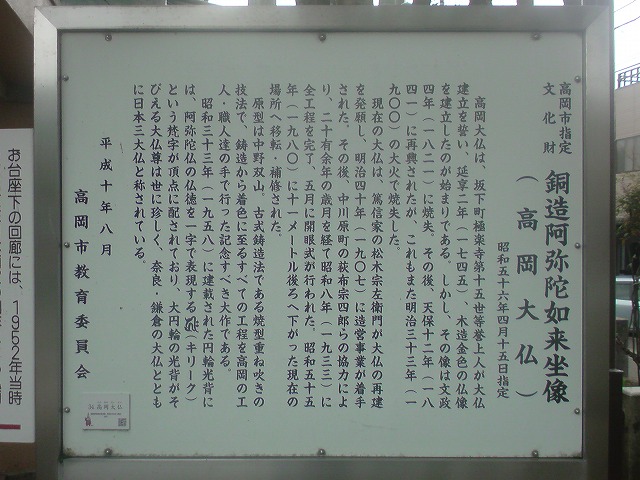 高岡市指定
文化財
銅造阿弥陀如来坐像
(高岡大仏)
昭和五十六年四月十五日指定
高岡大仏は、坂下町極楽寺第十五世等誉上人が大仏
建立を誓い、延享二年(一七四五)、木造金色の仏像
を建立したのが始まりである。しかし、その像は文政
四年(一八二一)に焼失。その後、天保十二年(一八
四一)に再興されたが、これもまた明治三十三年(一
九〇〇)の大火で焼失した。
現在の大仏は、篤信家の松木宗左衛門が大仏の再建
を発願し、明治四十年(一九〇七)に造営事業が着手
された。その後、中川原町の荻布宗四郎らの協力によ
り、二十有余年の歳月を経て昭和八年(一九三三)に
全工程を完了、五月に開眼式が行われた。昭和五十五
年(一九八〇)に十一メートル後ろへ下がった現在の
場所へ移転・補修された。
原型は中野双山。古式鋳造法である焼型重ね吹きの
技法で、鋳造から着色に至るすべての工程を高岡の工
人・職人達の手で行った記念すべき大作である。
昭和三十三年(一九五八)に建載された円輪光背に
は、阿弥陀仏の仏徳を一字で表現する(キリーク)
という梵字が頂点に配されており、大円輪の光背がそ
びえる大仏尊は世に珍しく、奈良・鎌倉の大仏ととも
に日本三大仏と称されている。
平成十年八月
高岡市教育委員会
高岡大仏
お台座下の回廊には、1962年当時